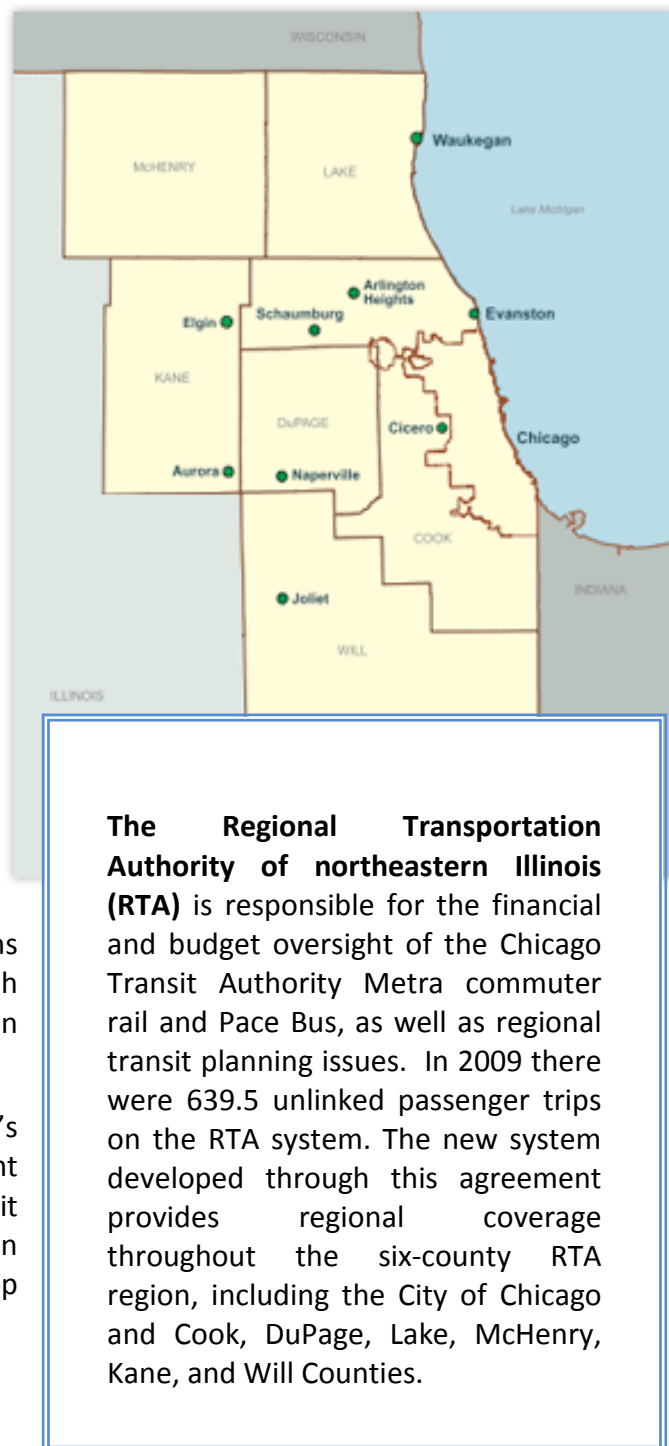 WISCONSIN
McHENRY
LAKE
Waukegan
Lake Michigan
Arlington
Heights
Schaumburg
Elgin
Evanston
KANE
DuPAGE
Cicero
Chicago
Aurora
Naperville
COOK
INDIANA
Joliet
WILL
ILLINOIS
The Regional Transportation
Authority of northeastern Illinois
(RTA) is responsible for the financial
and budget oversight of the Chicago
Transit Authority Metra commuter
rail and Pace Bus, as well as regional
transit planning issues. In 2009 there
were 639.5 unlinked passenger trips
on the RTA system. The new system
developed through this agreement
provides regional coverage
throughout the six-county RTA
region, including the City of Chicago
and Cook, DuPage, Lake, McHenry,
Kane, and Will Counties.